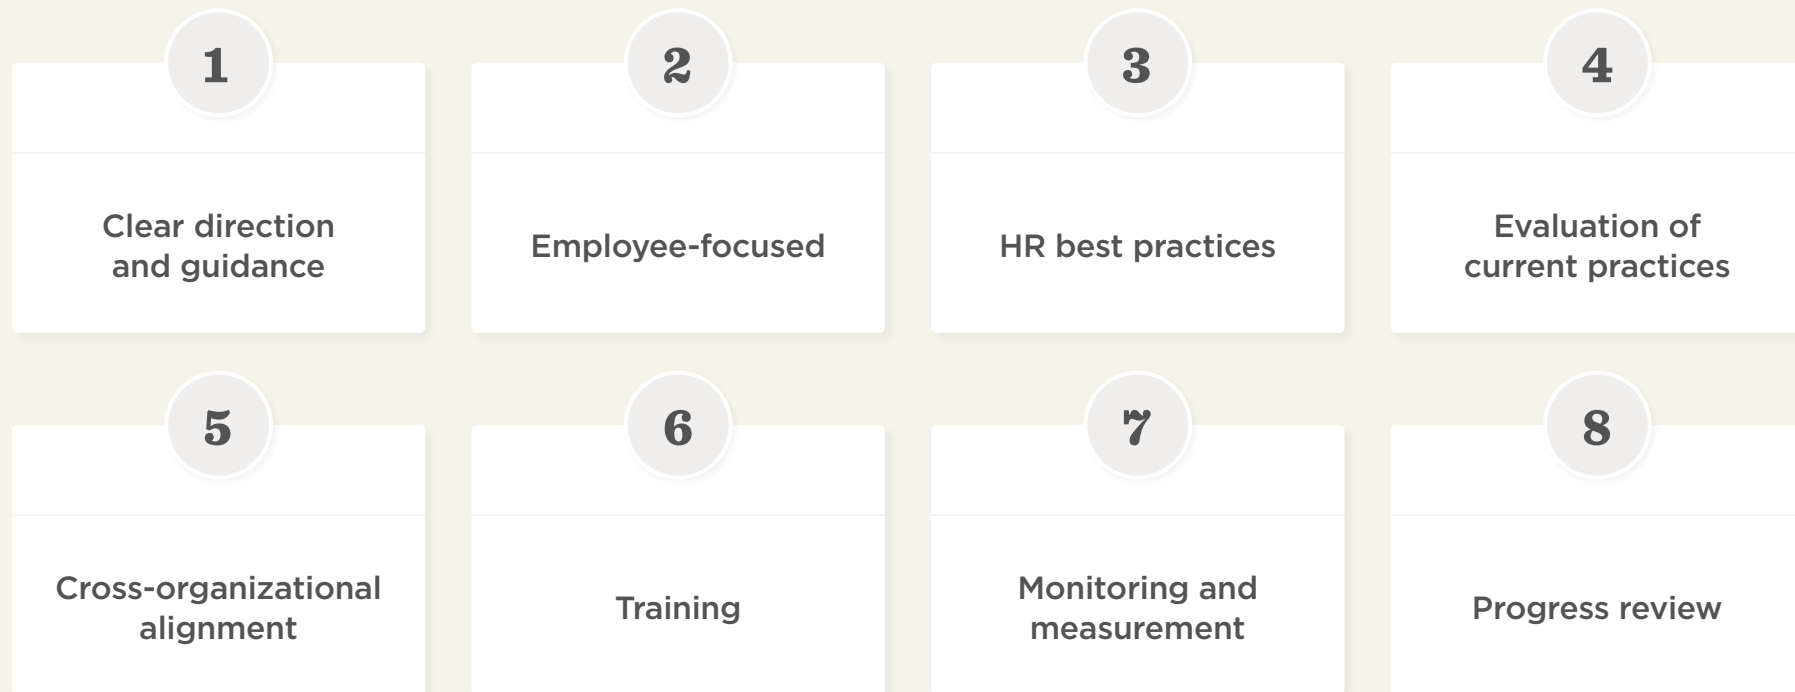 1
Clear direction
and guidance
2
Employee-focused
3
HR best practices
4
Evaluation of
current practices
5
Cross-organizational
alignment
6
Training
7
Monitoring and
measurement
8
Progress review